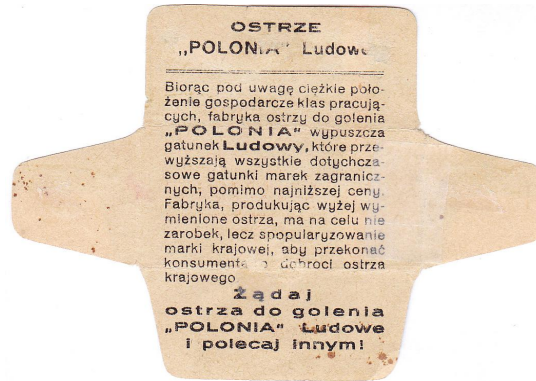 OSTRZE
„POLONIA" Ludowe
Biorąc pod uwagę ciężkie poło-
żenie gospodarcze klas pracują-
cych, fabryka ostrzy do golenia
„POLONIA" wypuszcza
gatunek Ludowy, które prze-
wyższają wszystkie dotychcza-
sowe gatunki marek zagranicz-
nych, pomimo najniższej ceny.
Fabryka, produkując wyżej wy-
mienione ostrza, ma na celu nie
zarobek, lecz spopularyzowanie
marki krajowej, aby przekonać
konsumenta o dobroci ostrza
krajowego
Żądaj
ostrza do golenia
„POLONIA" Ludowe
i polecaj innym!